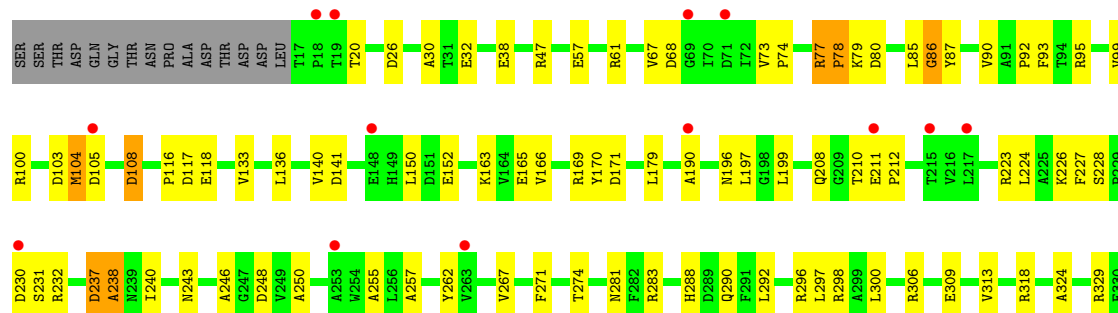 SER SER THR ASP GLN GLY THR ASN PRO ALA ASP THR ASP ASP LEU T17 P18 T19 T20 D26 A30 T31 E32 E38 R47 E57 R61 V67 D68 G69 I70 D71 I72 V73 P74 R77 P78 K79 D80 L85 G86 Y87 V90 A91 P92 F93 T94 R95 V99
R100 D103 M104 D105 D108 P116 D117 E118 V133 L136 V140 D141 E148 H149 L150 D151 E152 K163 V164 E165 V166 R169 Y170 D171 L179 A190 N196 L197 G198 L199 Q208 G209 T210 E211 P212 T215 V216 L217 R223 L224 A225 K226 F227 S228 P229
D230 S231 R232 D237 A238 N239 I240 N243 A246 G247 D248 V249 A250 A253 W254 A255 L256 A257 Y262 V263 V267 F271 T274 N281 F282 R283 H288 D289 Q290 F291 L292 R296 L297 R298 A299 L300 R306 E309 V313 R318 A324 R329 E330